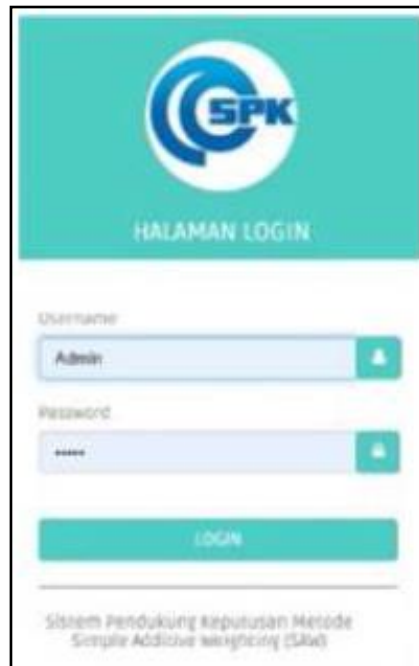 SPK
HALAMAN LOGIN
Username
Admin
Password
•••••
LOGIN
Sistem Pendukung Keputusan Metode
Simple Additive Weighting (SAW)